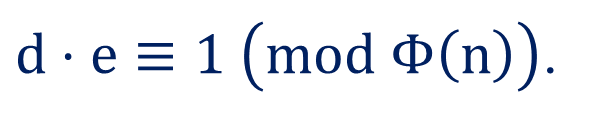 d · e ≡ 1 (mod Φ(n)).